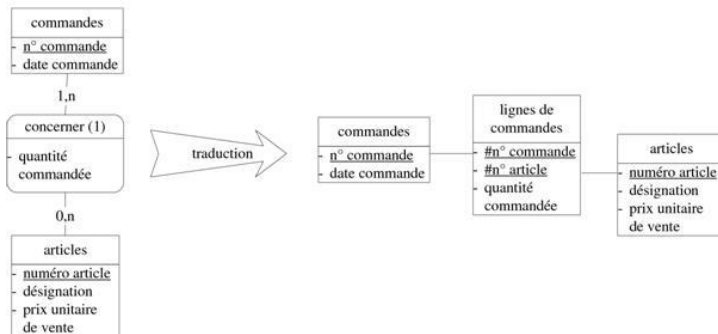 commandes
- n° commande
- date commande
1,n
concerner (1)
- quantité
commandée
0,n
articles
- numéro article
- désignation
- prix unitaire
de vente
traduction
commandes
- n° commande
- date commande
lignes de
commandes
- #n° commande
- #n° article
- quantité
commandée
articles
- numéro article
- désignation
- prix unitaire
de vente